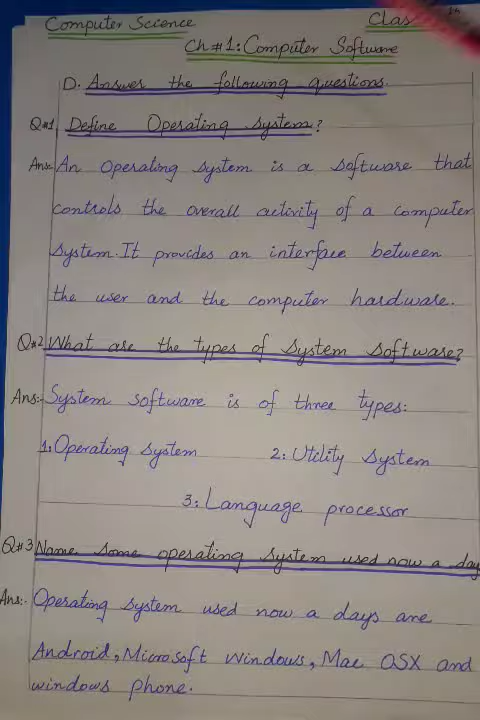 Computer Science Clas
Ch#1: Computer Software
D. Answer the following questions.
Q#1 Define Operating system?
Ans:- An Operating system is a software that
controls the overall activity of a computer
system. It provides an interface between
the user and the computer hardware.
Q#2 What are the types of System Software?
Ans:- System software is of three types:
1: Operating system 2: Utility system
3: Language processor
Q#3 Name some operating system used now a day
Ans:- Operating system used now a days are
Android, Microsoft windows, Mac OSX and
windows phone.